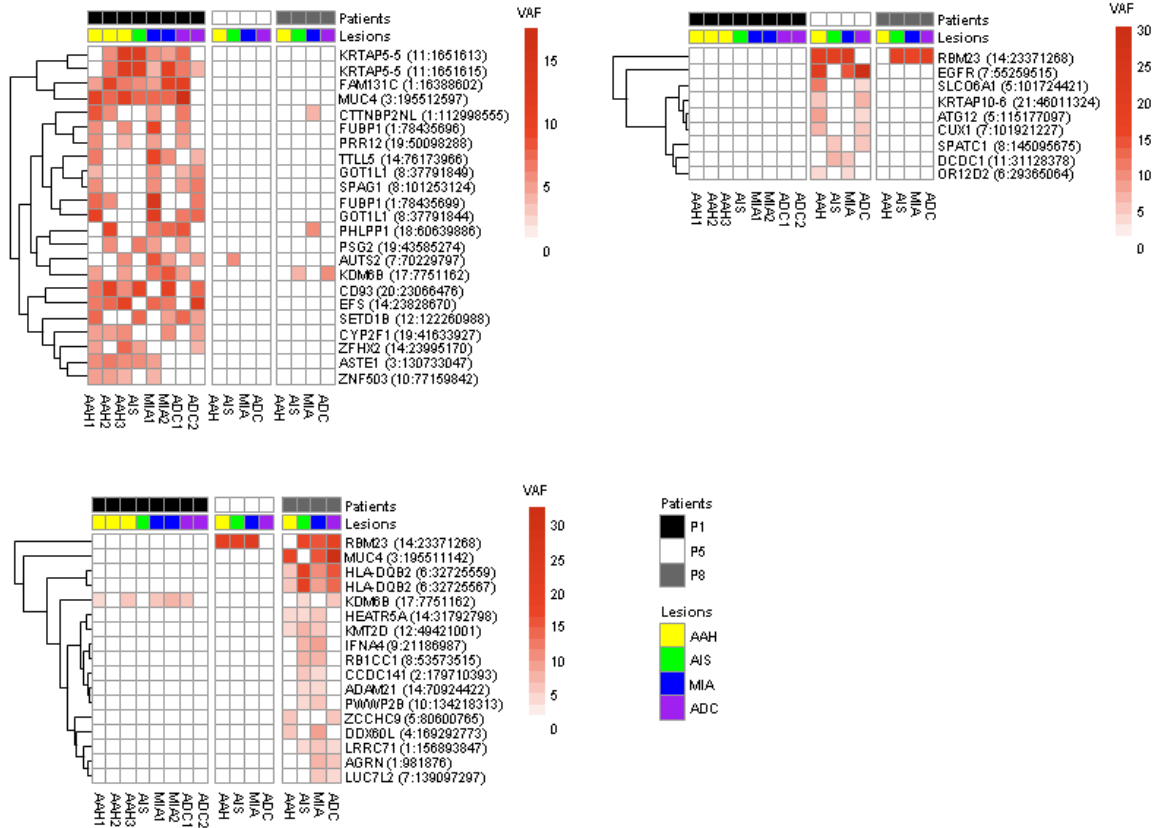 VAF
Patients
Lesions
KRTAP5-5 (11:1651613)
KRTAP5-5 (11:1651615)
FAM131C (1:16388602)
MUC4 (3:195512597)
CTTNBP2NL (1:112998555)
FUBP1 (1:78435696)
PRR12 (19:50098288)
TTLL5 (14:76173966)
GOT1L1 (8:37791849)
SPAG1 (8:101253124)
FUBP1 (1:78435699)
GOT1L1 (8:37791844)
PHLPP1 (18:60639886)
PSG2 (19:43585274)
AUTS2 (7:70229797)
KDM6B (17:7751162)
CD93 (20:23066476)
EFS (14:23828670)
SETD1B (12:122260988)
CYP2F1 (19:41633927)
ZFHX2 (14:23995170)
ASTE1 (3:130733047)
ZNF503 (10:77159842)
15
10
5
0
AAH1 AAH2 AAH3 AIS MIA1 MIA2 ADC1 ADC2 AAH AIS MIA ADC AAH AIS MIA ADC
VAF
Patients
Lesions
RBM23 (14:23371268)
EGFR (7:55259515)
SLCO6A1 (5:101724421)
KRTAP10-6 (21:46011324)
ATG12 (5:115177097)
CUX1 (7:101921227)
SPATC1 (8:145095675)
DCDC1 (11:31128378)
OR12D2 (6:29365064)
30
25
20
15
10
5
0
AAH1 AAH2 AAH3 AIS MIA1 MIA2 ADC1 ADC2 AAH AIS MIA ADC AAH AIS MIA ADC
VAF
Patients
Lesions
RBM23 (14:23371268)
MUC4 (3:195511142)
HLA-DQB2 (6:32725559)
HLA-DQB2 (6:32725567)
KDM6B (17:7751162)
HEATR5A (14:31792798)
KMT2D (12:49421001)
IFNA4 (9:21186987)
RB1CC1 (8:53573515)
CCDC141 (2:179710393)
ADAM21 (14:70924422)
PWWP2B (10:134218313)
ZCCHC9 (5:80600765)
DDX60L (4:169292773)
LRRC71 (1:156893847)
AGRN (1:981876)
LUC7L2 (7:139097297)
30
25
20
15
10
5
0
AAH1 AAH2 AAH3 AIS MIA1 MIA2 ADC1 ADC2 AAH AIS MIA ADC AAH AIS MIA ADC
Patients
P1
P5
P8
Lesions
AAH
AIS
MIA
ADC